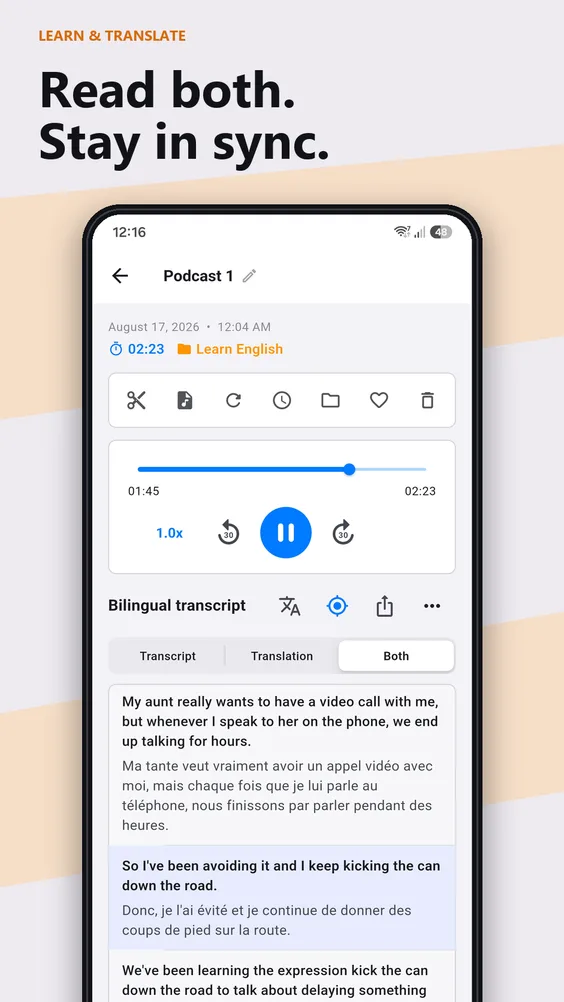 LEARN & TRANSLATE
Read both.
Stay in sync.
12:16
48
Podcast 1
August 17, 2026 • 12:04 AM
02:23 Learn English
01:45 02:23
1.0x 30 30
Bilingual transcript
Transcript Translation Both
My aunt really wants to have a video call with me,
but whenever I speak to her on the phone, we end
up talking for hours.
Ma tante veut vraiment avoir un appel vidéo avec
moi, mais chaque fois que je lui parle au
téléphone, nous finissons par parler pendant des
heures.
So I've been avoiding it and I keep kicking the can
down the road.
Donc, je l'ai évité et je continue de donner des
coups de pied sur la route.
We've been learning the expression kick the can
down the road to talk about delaying something